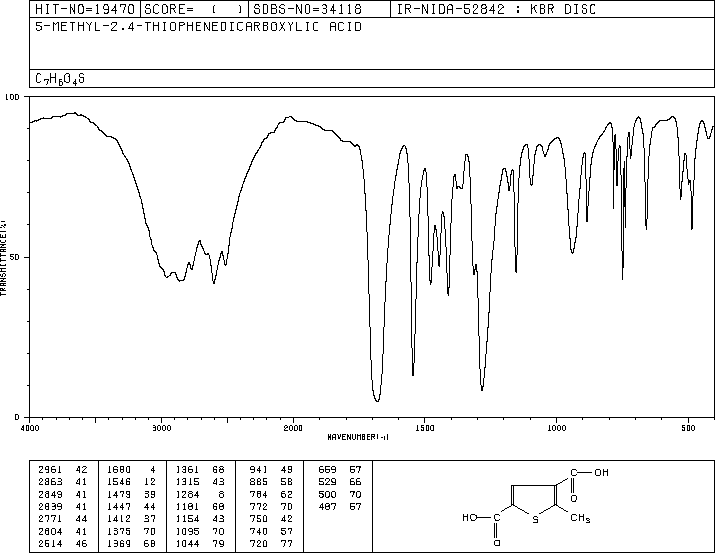 HIT-NO=19470 SCORE= ( ) SDBS-NO=34118 IR-NIDA-52842 : KBR DISC
5-METHYL-2,4-THIOPHENEDICARBOXYLIC ACID
C7H6O4S
100
50
0
TRANSMITTANCE(%)
4000 3000 2000 1500 1000 500
WAVENUMBER(-1)
2961 42 1680 4 1361 68 941 49 659 57
2863 41 1546 12 1315 43 885 58 529 66
2849 41 1479 39 1284 8 784 62 500 70
2839 41 1447 44 1181 68 772 70 487 57
2771 44 1412 37 1154 43 750 42
2604 41 1375 70 1095 70 740 57
2514 46 1369 68 1044 79 720 77
C OH
O
HO C
O
S CH3